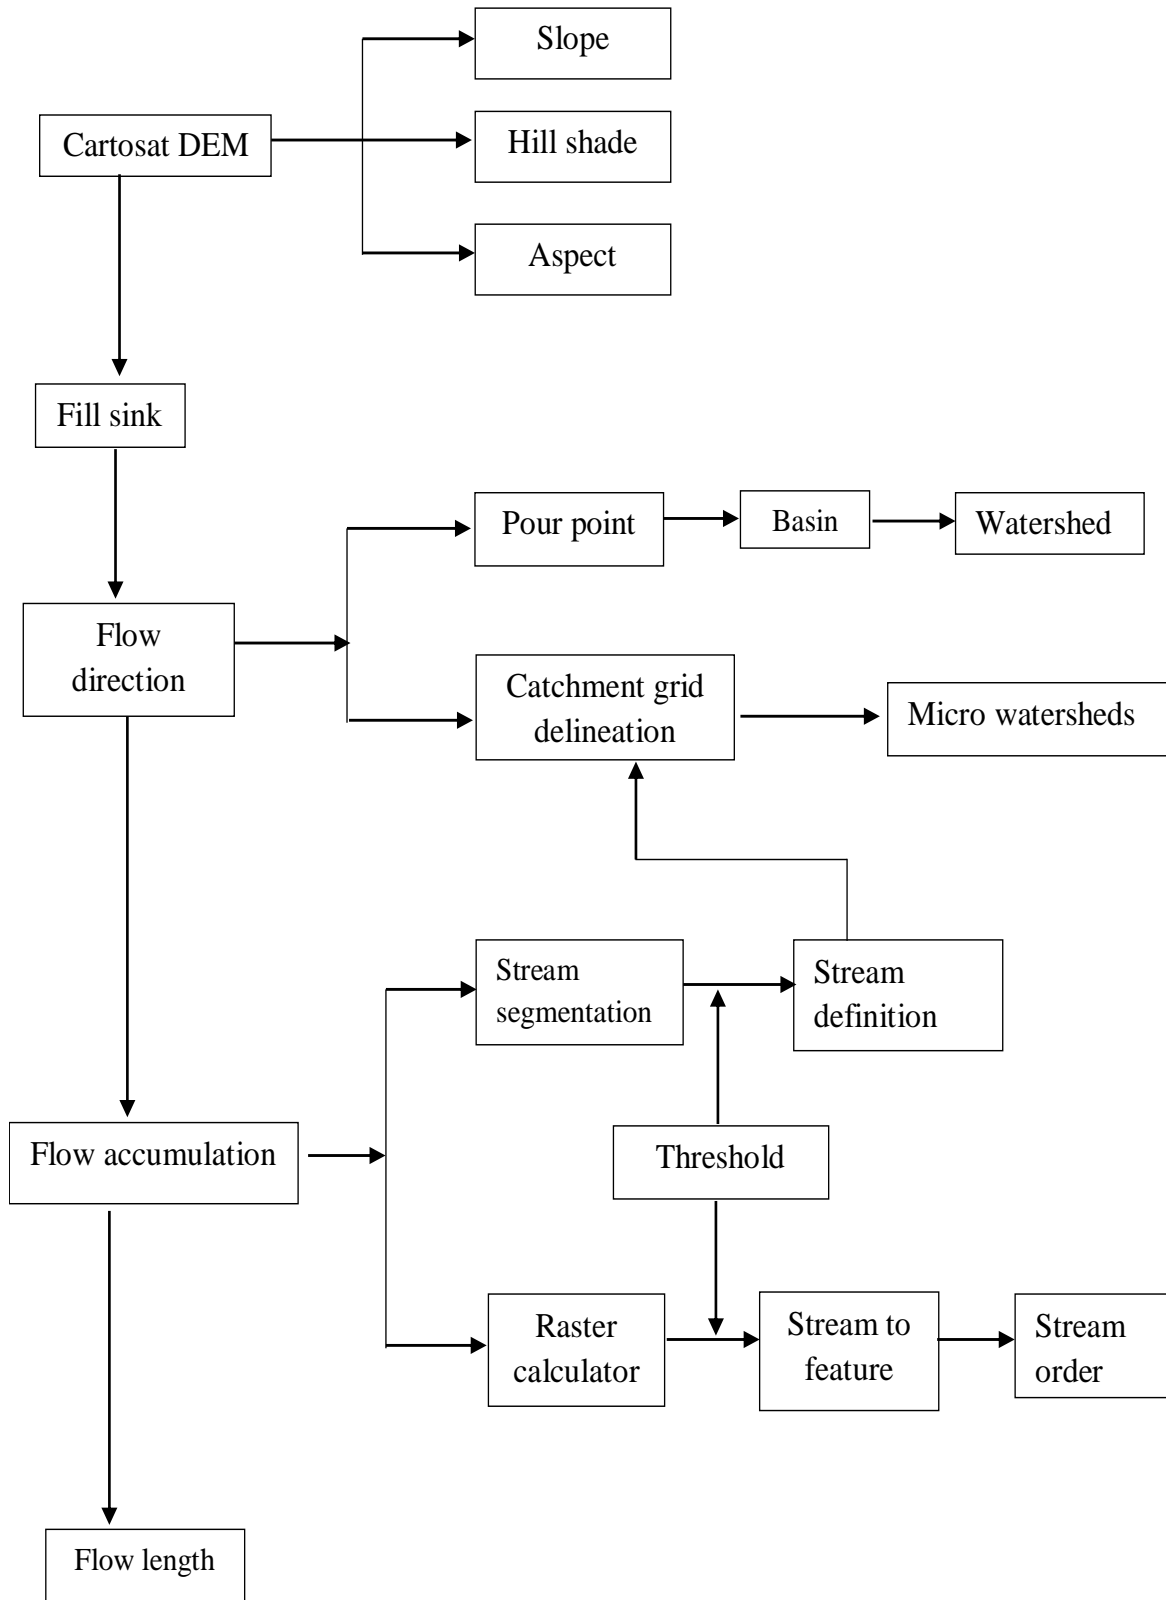 Slope
Cartosat DEM
Hill shade
Aspect
Fill sink
Pour point
Basin
Watershed
Flow
direction
Catchment grid
delineation
Micro watersheds
Stream
segmentation
Stream
definition
Flow accumulation
Threshold
Raster
calculator
Stream to
feature
Stream
order
Flow length